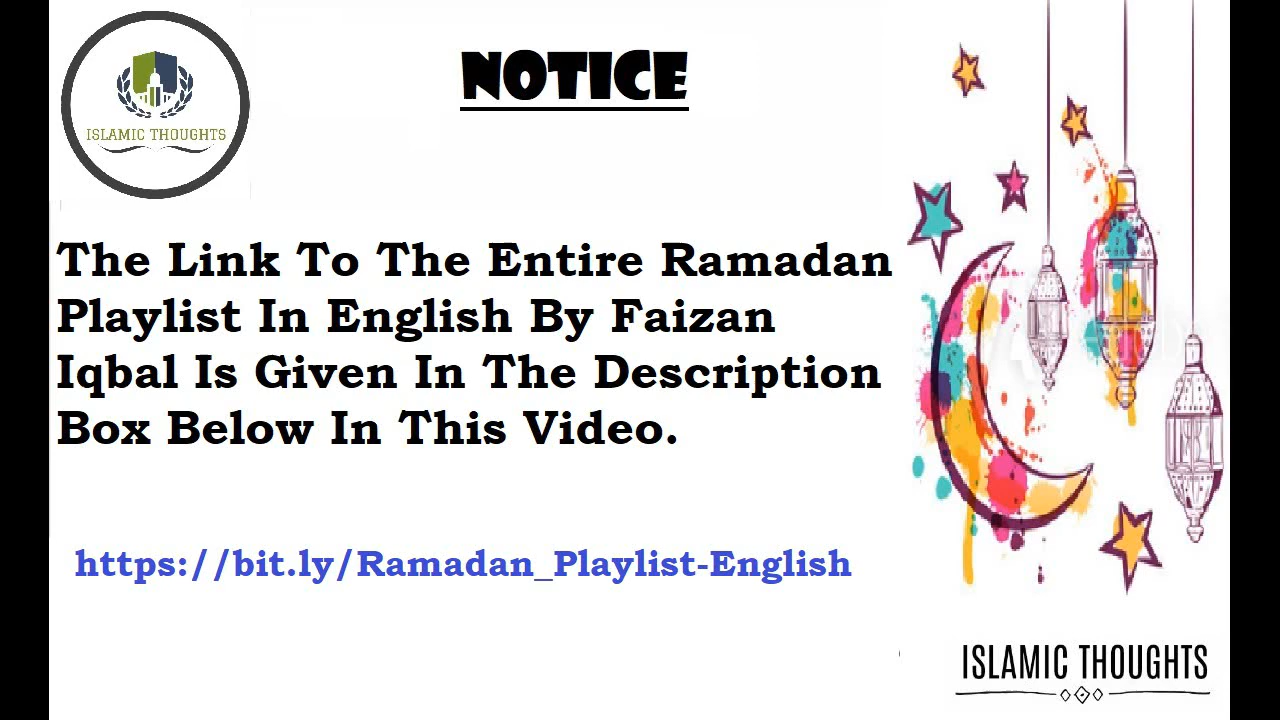 NOTICE
ISLAMIC THOUGHTS
The Link To The Entire Ramadan
Playlist In English By Faizan
Iqbal Is Given In The Description
Box Below In This Video.
https://bit.ly/Ramadan_Playlist-English
ISLAMIC THOUGHTS